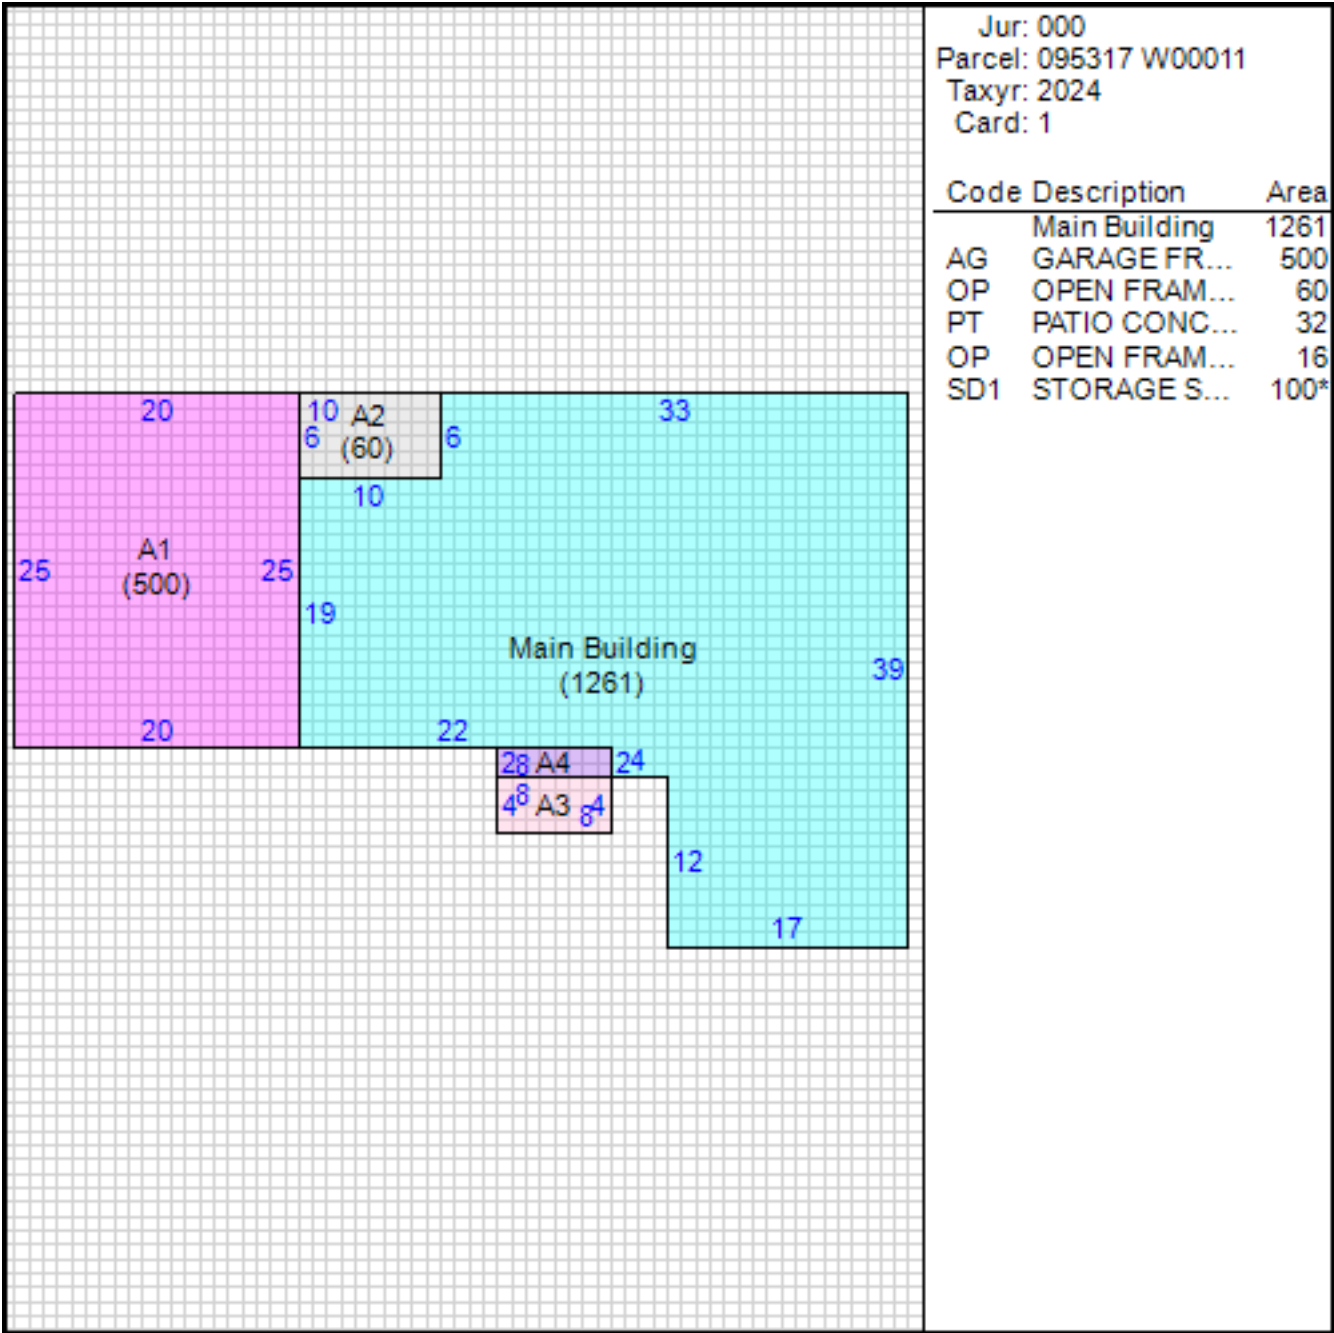 Jur: 000
Parcel: 095317 W00011
Taxyr: 2024
Card: 1
Code Description Area
Main Building 1261
AG GARAGE FR... 500
OP OPEN FRAM... 60
PT PATIO CONC... 32
OP OPEN FRAM... 16
SD1 STORAGE S... 100*
20 10 A2 33
6 (60) 6
10
A1
(500)
25 25
19
Main Building
(1261)
39
20 22
28 A4 24
4 8 A3 8 4
12
17